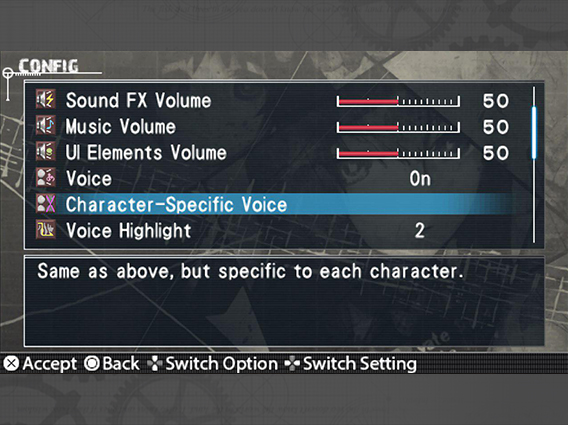 CONFIG
Sound FX Volume 50
Music Volume 50
UI Elements Volume 50
Voice On
Character-Specific Voice
Voice Highlight 2
Same as above, but specific to each character.
Accept Back Switch Option Switch Setting